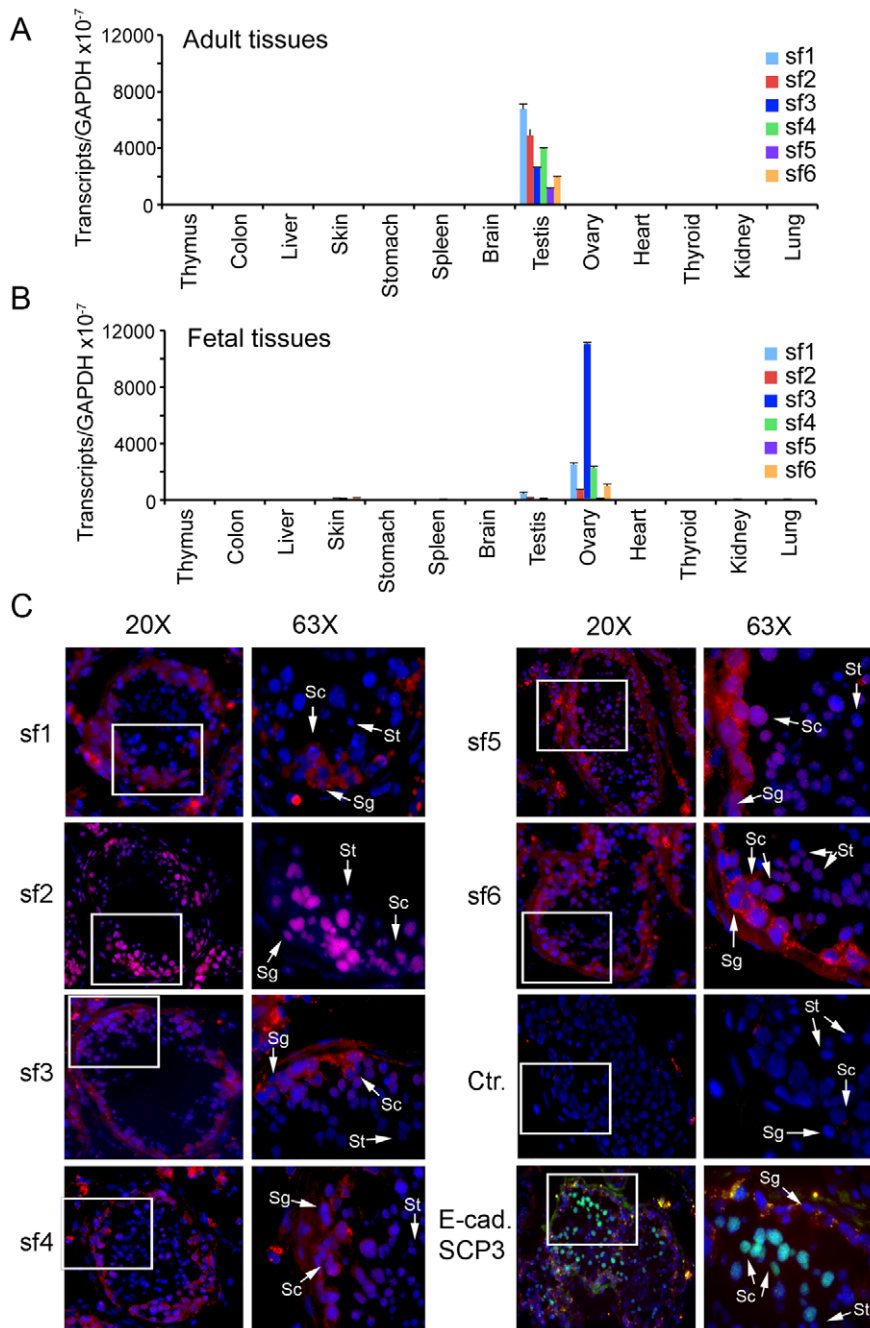 A
Adult tissues
Transcripts/GAPDH x10-7
12000
8000
4000
0
sf1
sf2
sf3
sf4
sf5
sf6
Thymus
Colon
Liver
Skin
Stomach
Spleen
Brain
Testis
Ovary
Heart
Thyroid
Kidney
Lung
B
Fetal tissues
Transcripts/GAPDH x10-7
12000
8000
4000
0
sf1
sf2
sf3
sf4
sf5
sf6
Thymus
Colon
Liver
Skin
Stomach
Spleen
Brain
Testis
Ovary
Heart
Thyroid
Kidney
Lung
C
20X 63X
sf1
Sc
St
Sg
sf2
St
Sc
Sg
sf3
Sg
Sc
St
sf4
Sg
St
Sc
20X 63X
sf5
St
Sc
Sg
sf6
Sc
St
Sg
Ctr.
St
Sc
Sg
E-cad.
SCP3
Sg
Sc
St